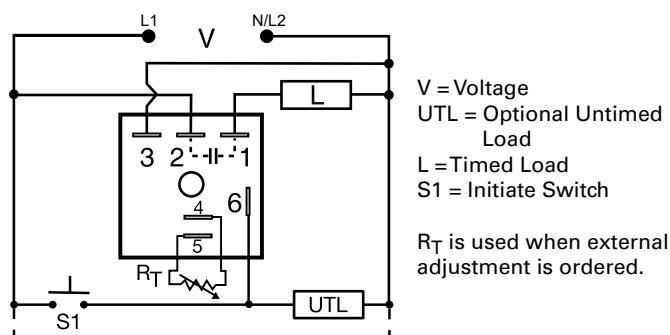 L1 V N/L2
L
3 2 1
6
4
5
RT
S1
UTL
V = Voltage
UTL = Optional Untimed
Load
L = Timed Load
S1 = Initiate Switch
RT is used when external
adjustment is ordered.